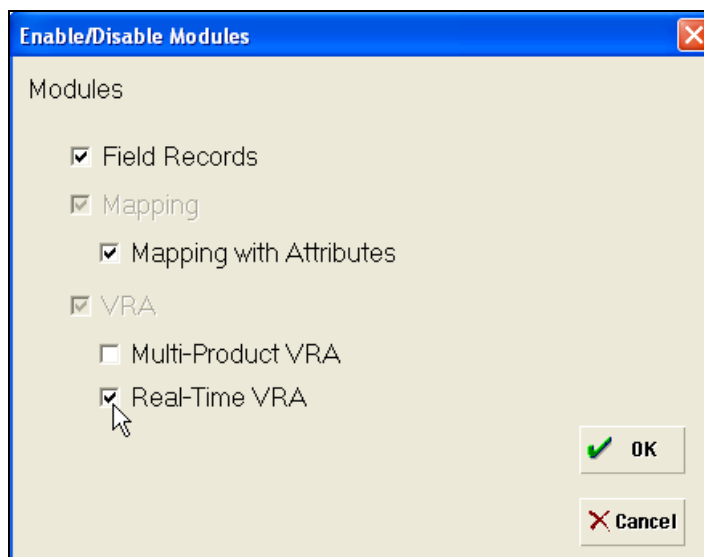 Enable/Disable Modules
Modules
Field Records
Mapping
Mapping with Attributes
VRA
Multi-Product VRA
Real-Time VRA
OK
Cancel